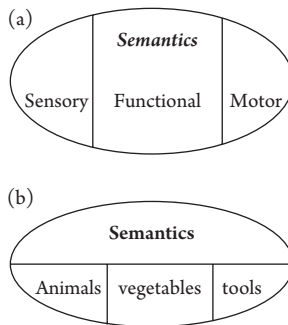 (a)
Semantics
Sensory Functional Motor
(b)
Semantics
Animals vegetables tools